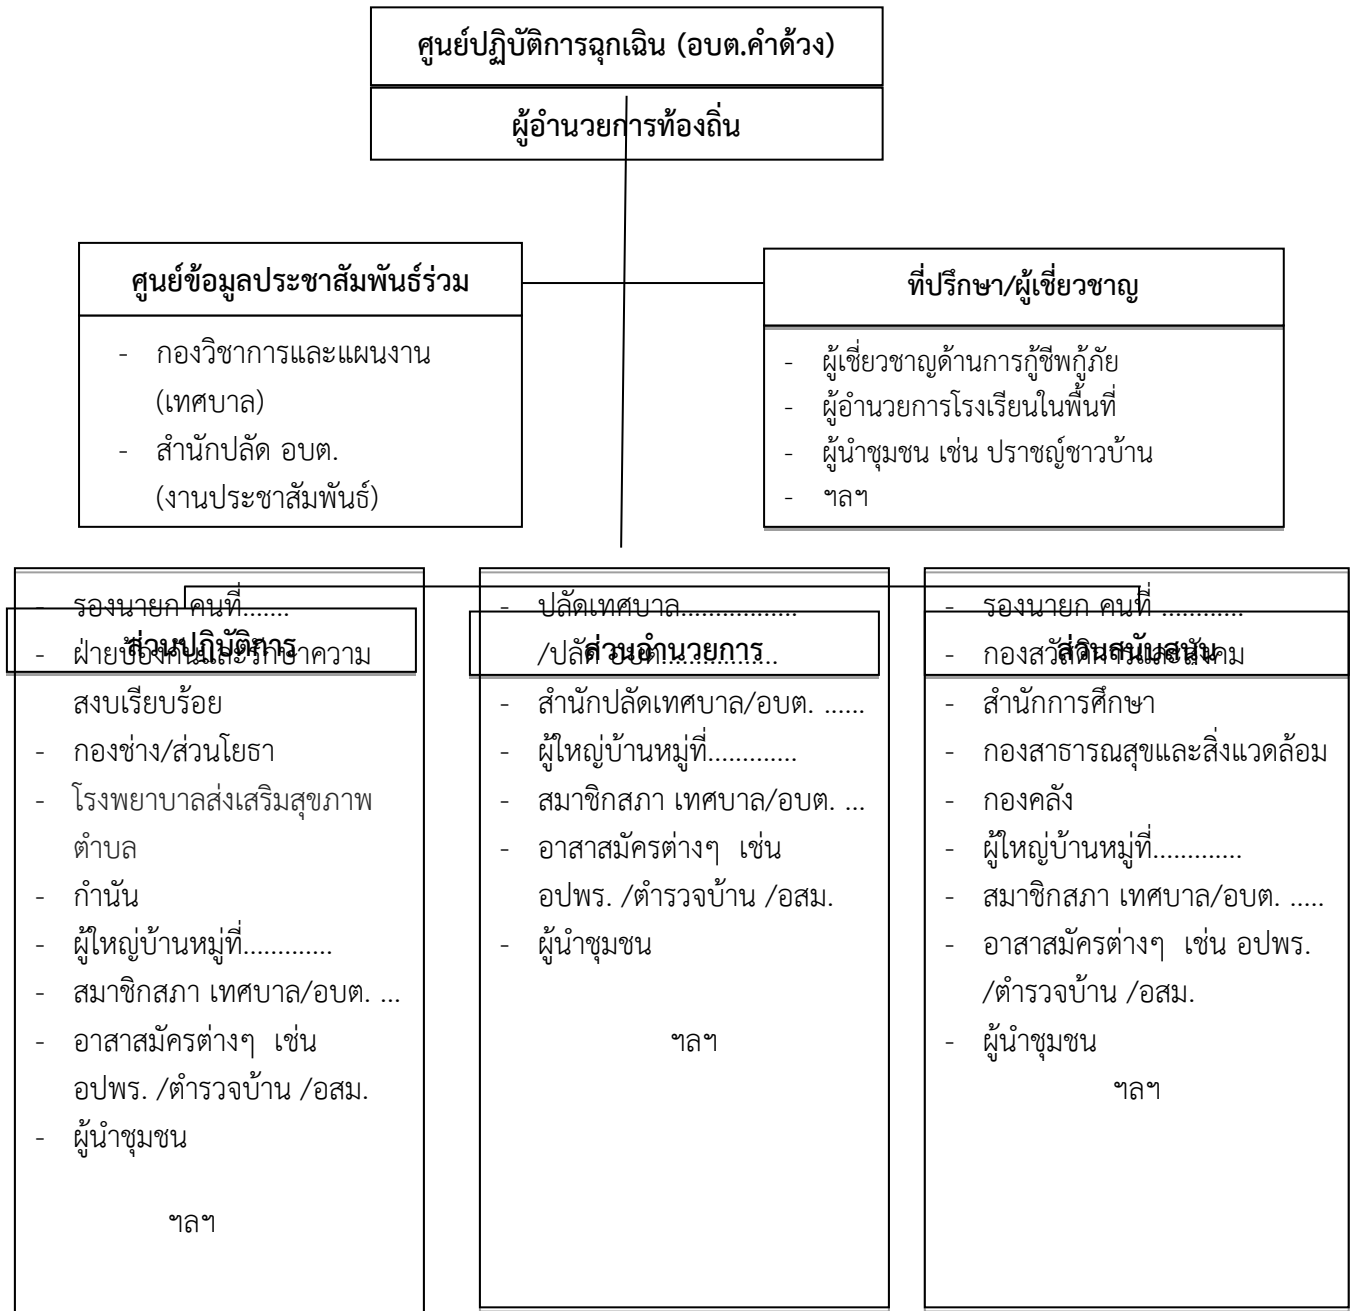 ศูนย์ปฏิบัติการฉุกเฉิน (อบต.คำด้วง)
ผู้อำนวยการท้องถิ่น
ศูนย์ข้อมูลประชาสัมพันธ์ร่วม
- กองวิชาการและแผนงาน
(เทศบาล)
- สำนักปลัด อบต.
(งานประชาสัมพันธ์)
ที่ปรึกษา/ผู้เชี่ยวชาญ
- ผู้เชี่ยวชาญด้านการกู้ชีพกู้ภัย
- ผู้อำนวยการโรงเรียนในพื้นที่
- ผู้นำชุมชน เช่น ปราชญ์ชาวบ้าน
- ฯลฯ
ส่วนปฏิบัติการ
- รองนายก คนที่.......
- ฝ่ายป้องกันและรักษาความ
สงบเรียบร้อย
- กองช่าง/ส่วนโยธา
- โรงพยาบาลส่งเสริมสุขภาพ
ตำบล
- กำนัน
- ผู้ใหญ่บ้านหมู่ที่.............
- สมาชิกสภา เทศบาล/อบต. ...
- อาสาสมัครต่างๆ เช่น
อปพร. /ตำรวจบ้าน /อสม.
- ผู้นำชุมชน
ฯลฯ
ส่วนอำนวยการ
- ปลัดเทศบาล.................
/ปลัด อบต.................
- สำนักปลัดเทศบาล/อบต. ......
- ผู้ใหญ่บ้านหมู่ที่.............
- สมาชิกสภา เทศบาล/อบต. ...
- อาสาสมัครต่างๆ เช่น
อปพร. /ตำรวจบ้าน /อสม.
- ผู้นำชุมชน
ฯลฯ
ส่วนสนับสนุน
- รองนายก คนที่ ............
- กองสวัสดิการและสังคม
- สำนักการศึกษา
- กองสาธารณสุขและสิ่งแวดล้อม
- กองคลัง
- ผู้ใหญ่บ้านหมู่ที่.............
- สมาชิกสภา เทศบาล/อบต. .....
- อาสาสมัครต่างๆ เช่น อปพร.
/ตำรวจบ้าน /อสม.
- ผู้นำชุมชน
ฯลฯ